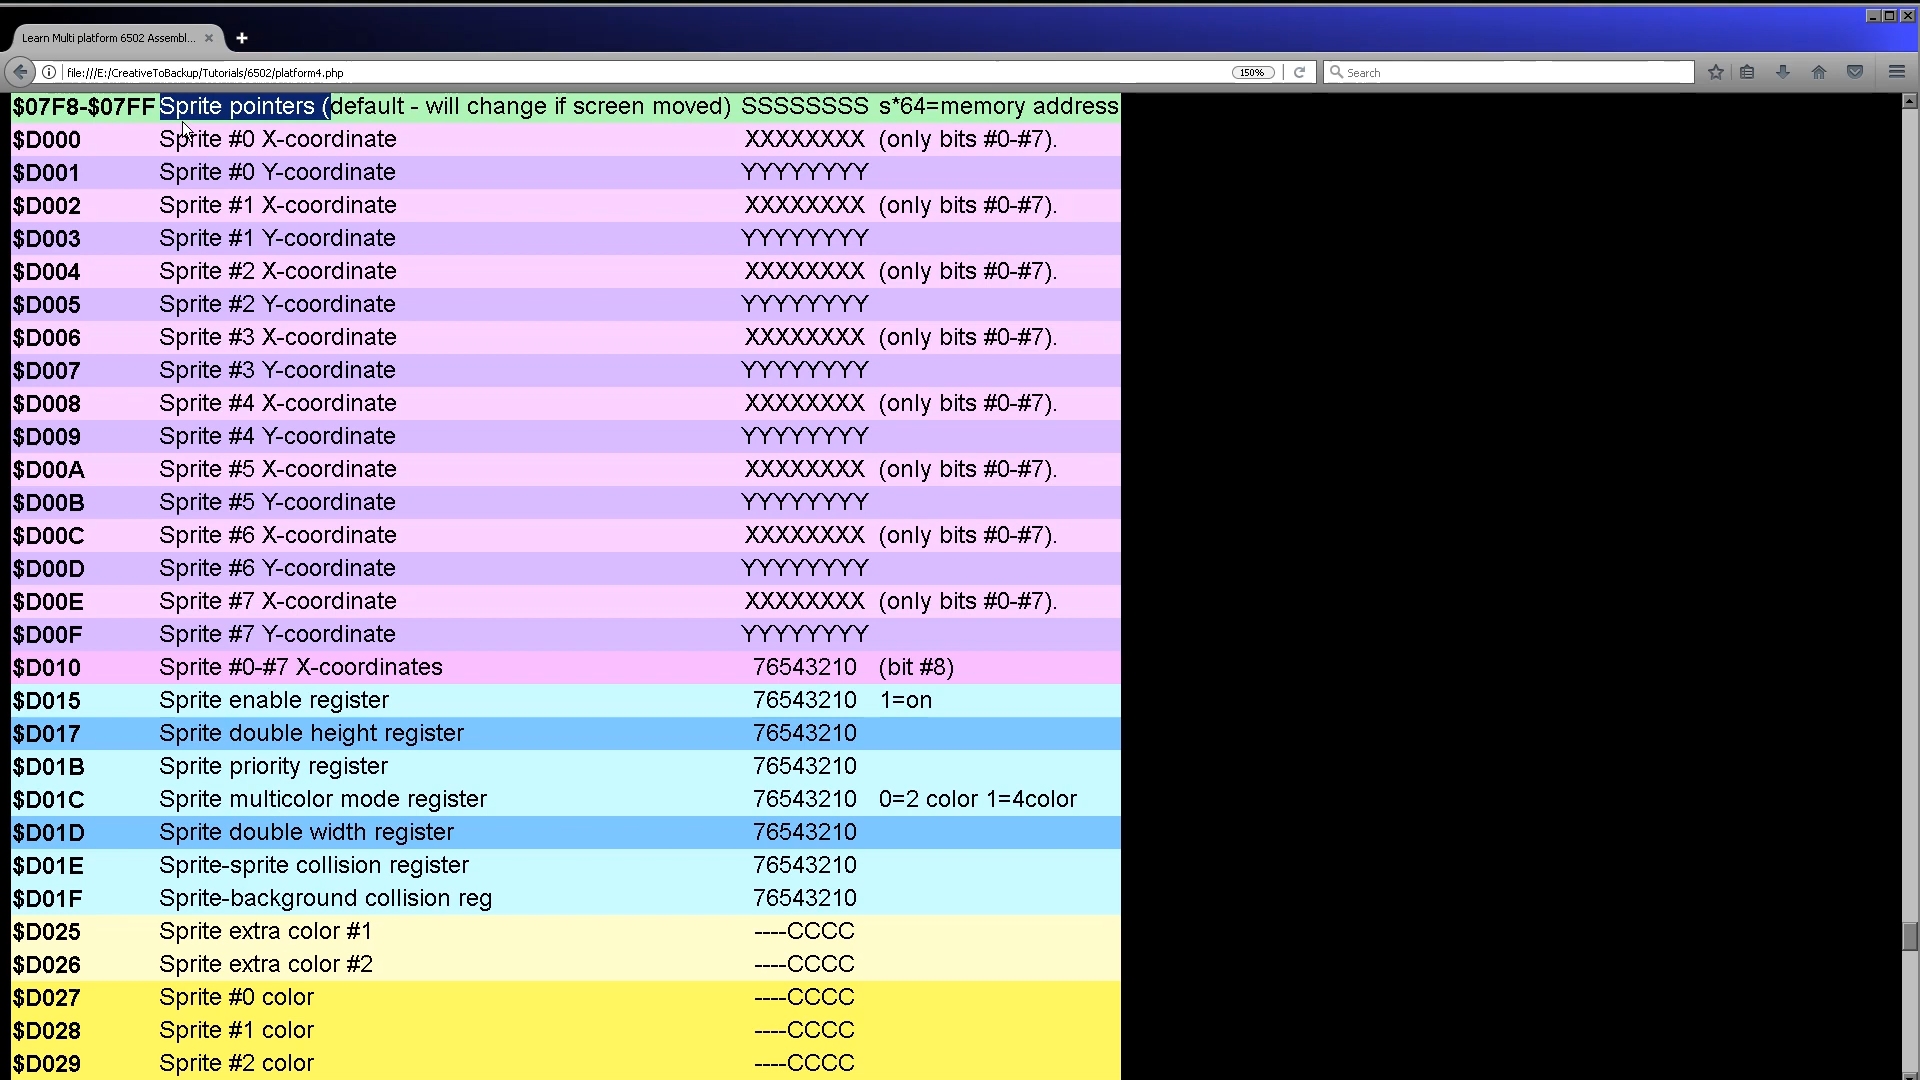 Learn Multi platform 6502 Assembl...
file:///E:/CreativeToBackup/Tutorials/6502/platform4.php
150%
Search
$07F8-$07FF Sprite pointers (default - will change if screen moved) SSSSSSSS s*64=memory address
$D000 Sprite #0 X-coordinate XXXXXXXX (only bits #0-#7).
$D001 Sprite #0 Y-coordinate YYYYYYYY
$D002 Sprite #1 X-coordinate XXXXXXXX (only bits #0-#7).
$D003 Sprite #1 Y-coordinate YYYYYYYY
$D004 Sprite #2 X-coordinate XXXXXXXX (only bits #0-#7).
$D005 Sprite #2 Y-coordinate YYYYYYYY
$D006 Sprite #3 X-coordinate XXXXXXXX (only bits #0-#7).
$D007 Sprite #3 Y-coordinate YYYYYYYY
$D008 Sprite #4 X-coordinate XXXXXXXX (only bits #0-#7).
$D009 Sprite #4 Y-coordinate YYYYYYYY
$D00A Sprite #5 X-coordinate XXXXXXXX (only bits #0-#7).
$D00B Sprite #5 Y-coordinate YYYYYYYY
$D00C Sprite #6 X-coordinate XXXXXXXX (only bits #0-#7).
$D00D Sprite #6 Y-coordinate YYYYYYYY
$D00E Sprite #7 X-coordinate XXXXXXXX (only bits #0-#7).
$D00F Sprite #7 Y-coordinate YYYYYYYY
$D010 Sprite #0-#7 X-coordinates 76543210 (bit #8)
$D015 Sprite enable register 76543210 1=on
$D017 Sprite double height register 76543210
$D01B Sprite priority register 76543210
$D01C Sprite multicolor mode register 76543210 0=2 color 1=4color
$D01D Sprite double width register 76543210
$D01E Sprite-sprite collision register 76543210
$D01F Sprite-background collision reg 76543210
$D025 Sprite extra color #1 ----CCCC
$D026 Sprite extra color #2 ----CCCC
$D027 Sprite #0 color ----CCCC
$D028 Sprite #1 color ----CCCC
$D029 Sprite #2 color ----CCCC